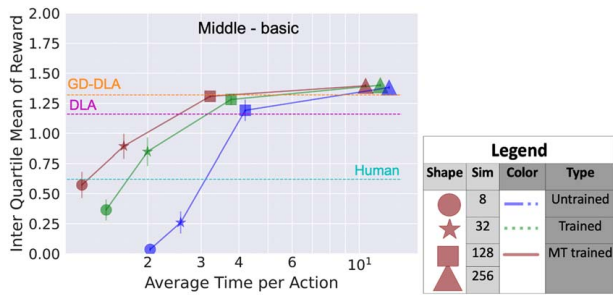 Middle - basic
Inter Quartile Mean of Reward
2.00
1.75
1.50
1.25
1.00
0.75
0.50
0.25
0.00
GD-DLA
DLA
Human
2 3 4 6 10¹
Average Time per Action
Legend
Shape Sim Color Type
8 Untrained
32 Trained
128 MT trained
256